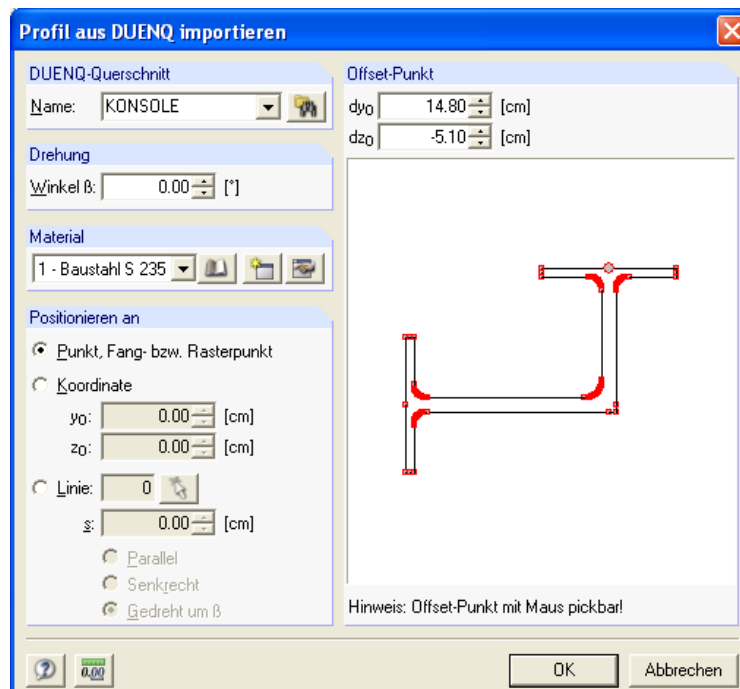 Profil aus DUENQ importieren
DUENQ-Querschnitt
Name: KONSOLE
Drehung
Winkel ß: 0.00 [°]
Material
1 - Baustahl S 235
Positionieren an
Punkt, Fang- bzw. Rasterpunkt
Koordinate
y0: 0.00 [cm]
z0: 0.00 [cm]
Linie: 0
s: 0.00 [cm]
Parallel
Senkrecht
Gedreht um ß
Offset-Punkt
dy0 14.80 [cm]
dz0 -5.10 [cm]
Hinweis: Offset-Punkt mit Maus pickbar!
0.00
OK
Abbrechen